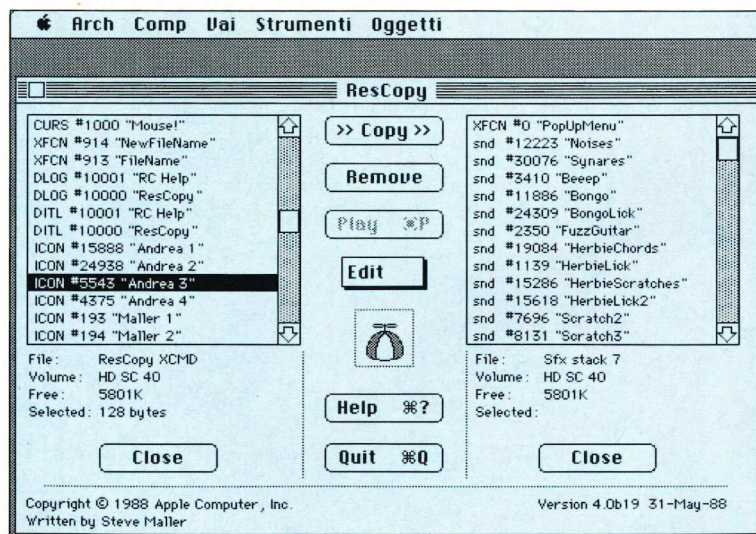 Arch Comp Vai Strumenti Oggetti
ResCopy
CURS #1000 "Mouse!"
XFCN #914 "NewFileName"
XFCN #913 "FileName"
DLOG #10001 "RC Help"
DLOG #10000 "ResCopy"
DITL #10001 "RC Help"
DITL #10000 "ResCopy"
ICON #15888 "Andrea 1"
ICON #24938 "Andrea 2"
ICON #5543 "Andrea 3"
ICON #4375 "Andrea 4"
ICON #193 "Maller 1"
ICON #194 "Maller 2"
File: ResCopy XCMD
Volume: HD SC 40
Free: 5801K
Selected: 128 bytes
Close
>> Copy >>
Remove
Play ⌘P
Edit
Help ⌘?
Quit ⌘Q
XFCN #0 "PopUpMenu"
snd #12223 "Noises"
snd #30076 "Synares"
snd #3410 "Beeep"
snd #11886 "Bongo"
snd #24309 "BongoLick"
snd #2350 "FuzzGuitar"
snd #19084 "HerbieChords"
snd #1139 "HerbieLick"
snd #15286 "HerbieScratches"
snd #15618 "HerbieLick2"
snd #7696 "Scratch2"
snd #8131 "Scratch3"
File: Sfx stack 7
Volume: HD SC 40
Free: 5801K
Selected:
Close
Copyright © 1988 Apple Computer, Inc.
Written by Steve Maller
Version 4.0b19 31-May-88